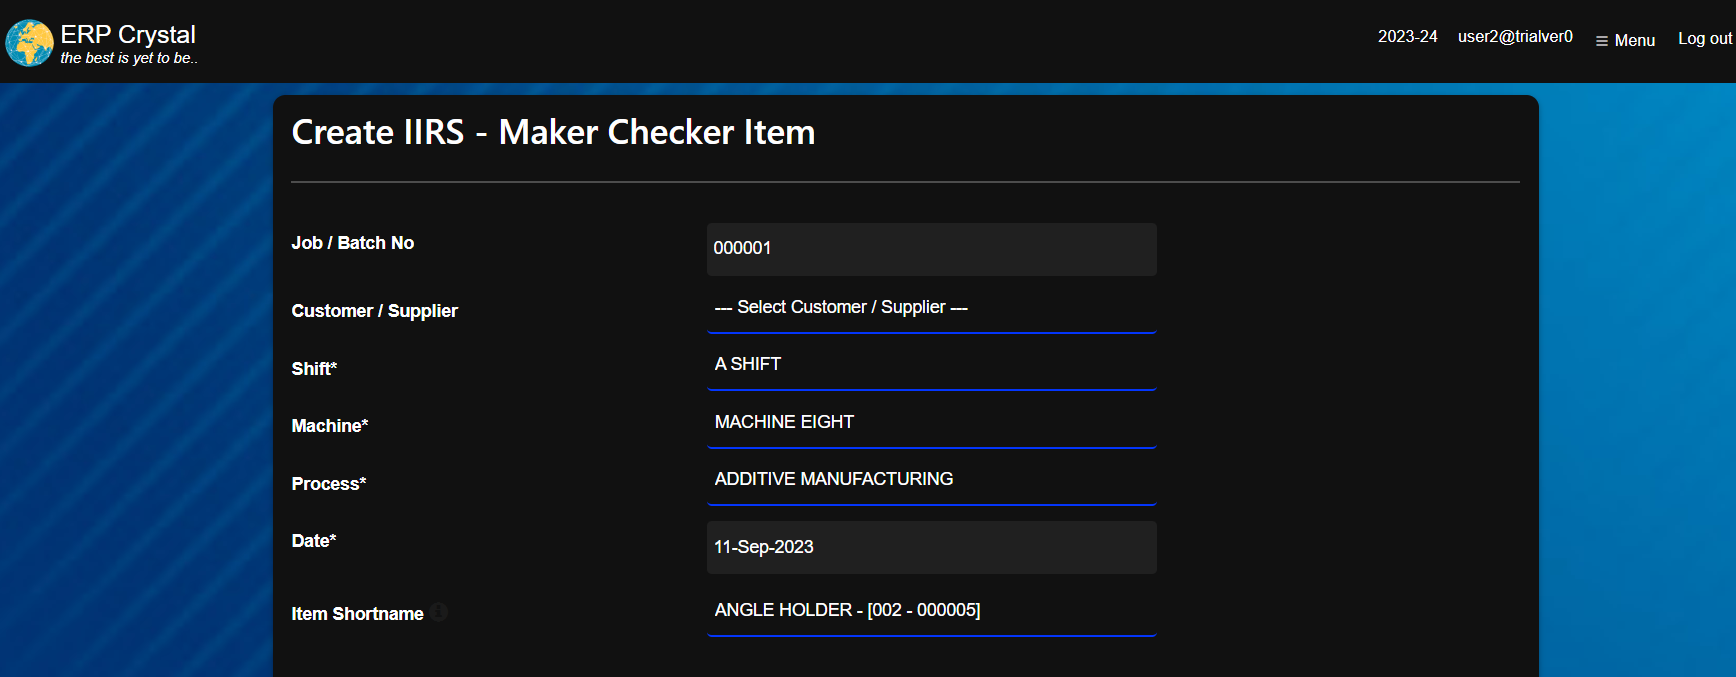 ERP Crystal
the best is yet to be..
2023-24 user2@trialver0 Menu Log out
Create IIRS - Maker Checker Item
Job / Batch No 000001
Customer / Supplier --- Select Customer / Supplier ---
Shift* A SHIFT
Machine* MACHINE EIGHT
Process* ADDITIVE MANUFACTURING
Date* 11-Sep-2023
Item Shortname ANGLE HOLDER - [002 - 000005]